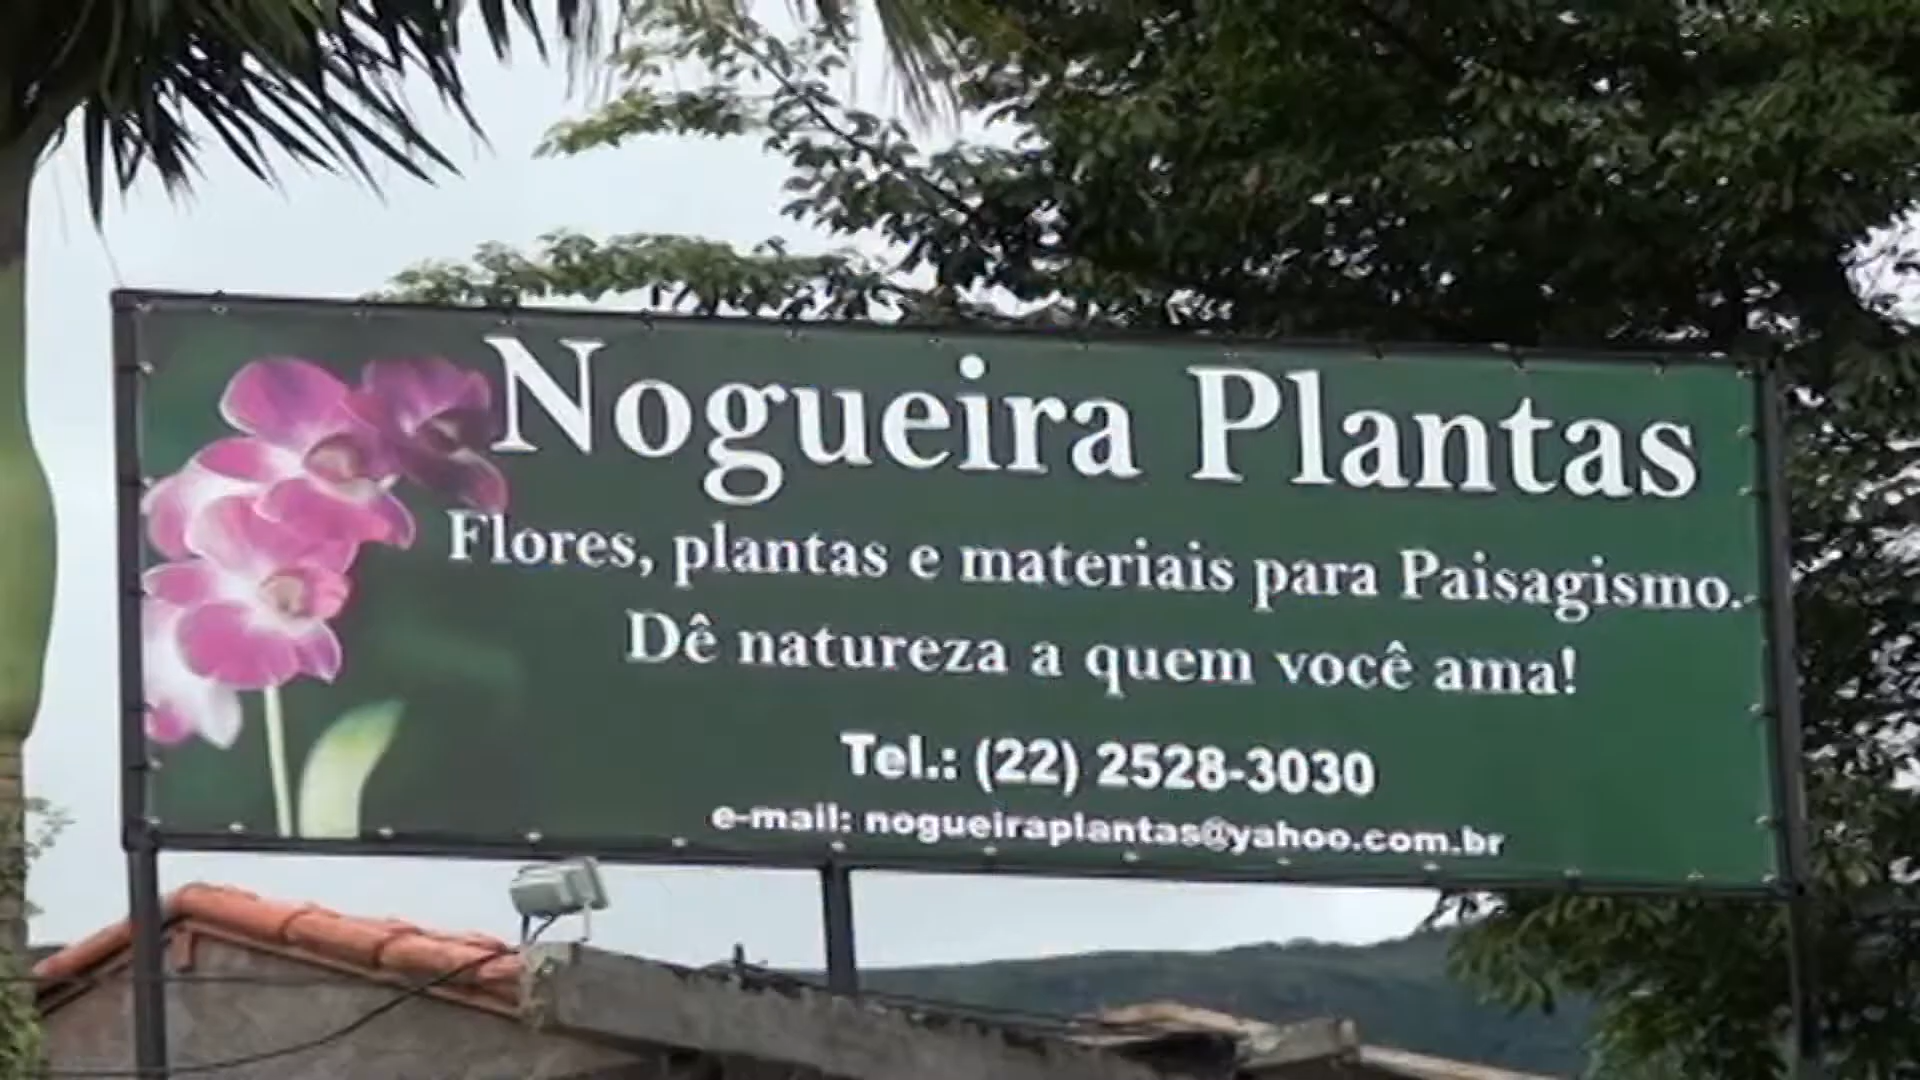 Nogueira Plantas
Flores, plantas e materiais para Paisagismo.
Dê natureza a quem você ama!
Tel.: (22) 2528-3030
e-mail: nogueiraplantas@yahoo.com.br